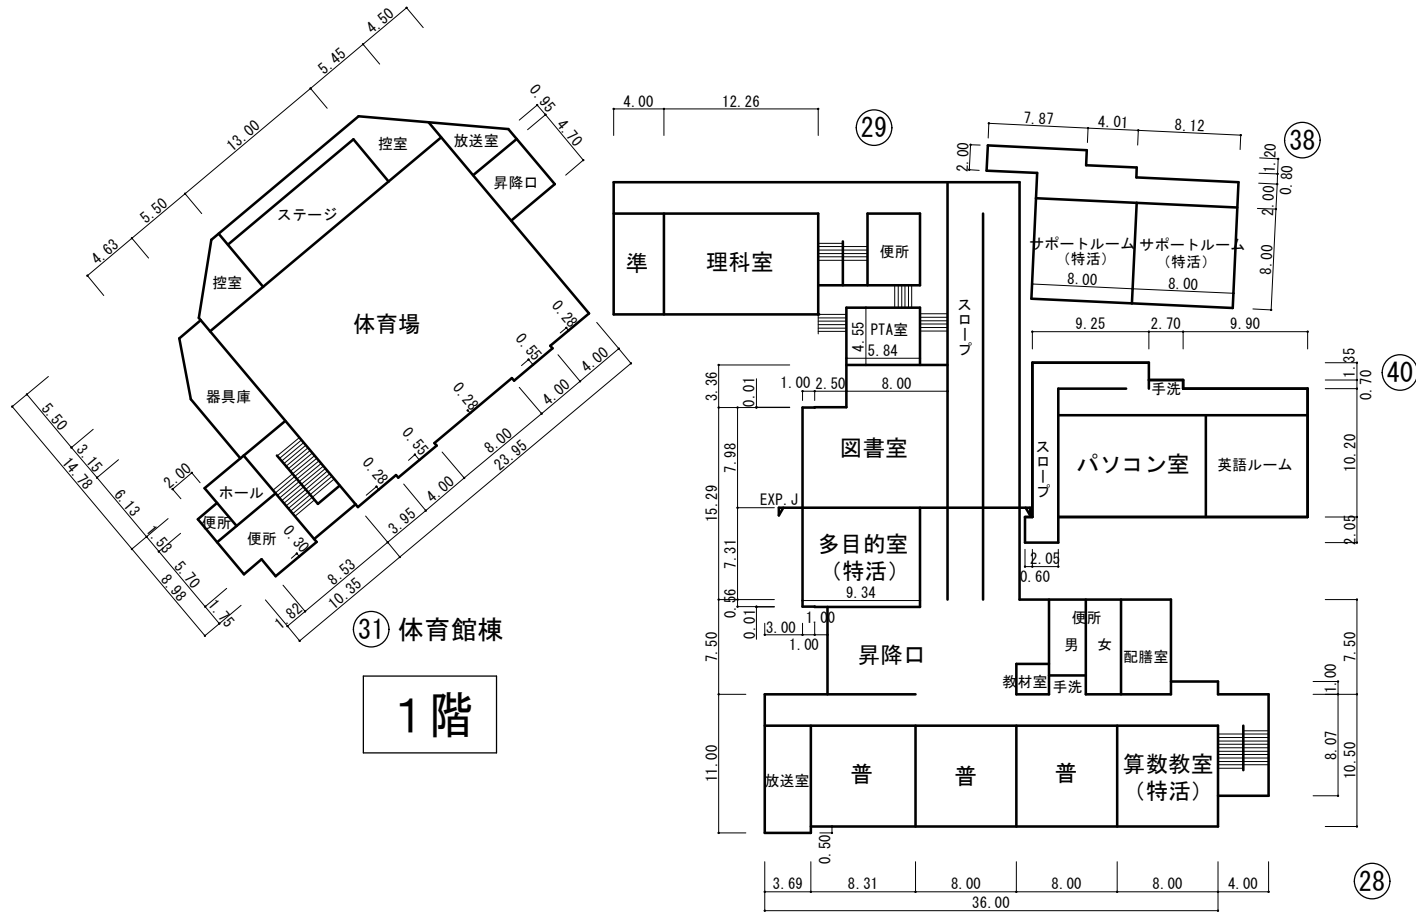 4.50
5.45
13.00
5.50
4.63
0.95
4.70
控室
放送室
昇降口
ステージ
控室
体育場
器具庫
ホール
便所
便所
0.28
0.55
4.00
4.00
0.28
8.00
23.95
0.55
4.00
0.28
3.95
8.53
10.35
0.30
1.82
5.50
3.15
14.78
2.00
6.13
1.53
5.70
8.98
1.75
㉛ 体育館棟
1階
4.00
12.26
㉙
準
理科室
便所
PTA室
4.55
5.84
スロープ
3.36
0.01
1.00
2.50
8.00
7.98
図書室
15.29
EXP.J
7.31
多目的室
(特活)
9.34
0.56
0.01
3.00
1.00
1.00
7.50
昇降口
7.87
4.01
8.12
㊳
2.00
1.20
0.80
2.00
8.00
サポートルーム
(特活)
8.00
サポートルーム
(特活)
8.00
9.25
2.70
9.90
1.35
0.70
㊵
手洗
スロープ
パソコン室
英語ルーム
10.20
2.05
2.05
0.60
便所
男
女
配膳室
教材室
手洗
7.50
1.00
8.07
10.50
11.00
放送室
普
普
普
算数教室
(特活)
0.50
3.69
8.31
8.00
8.00
8.00
4.00
36.00
㉘